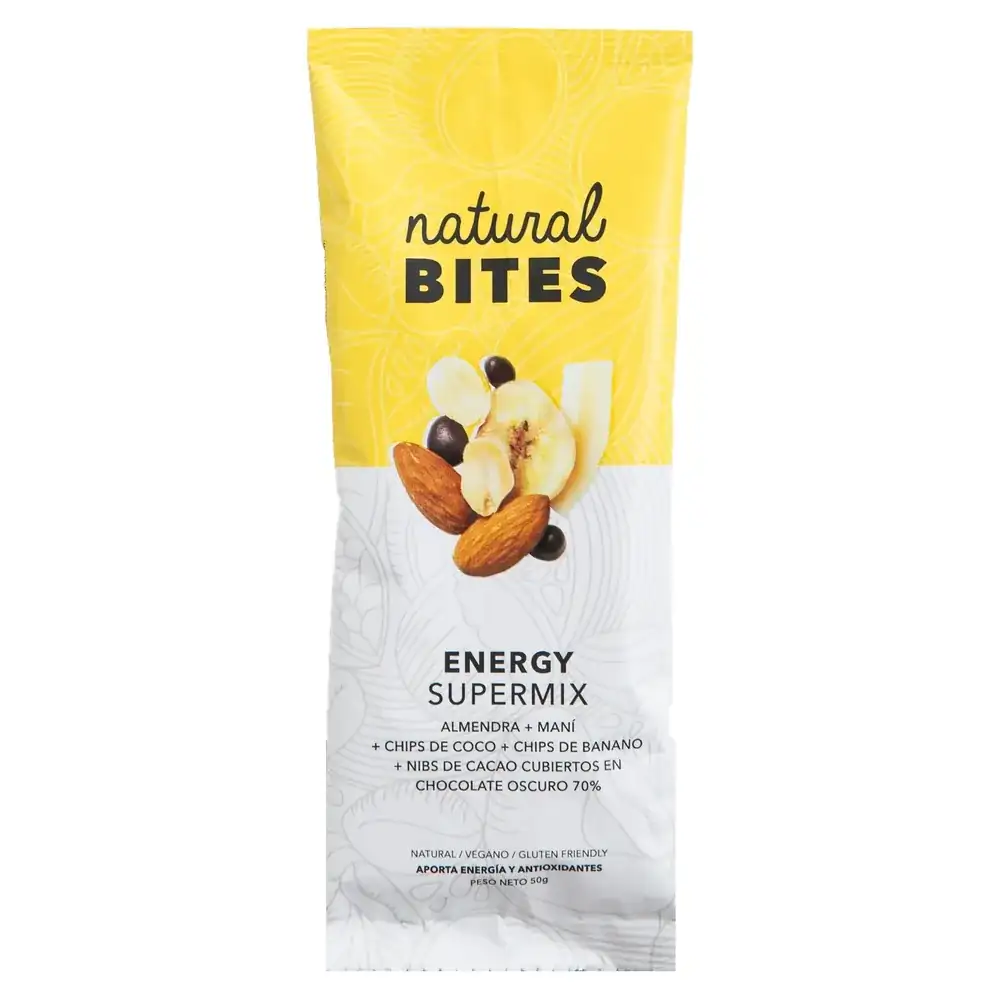 natural
BITES
ENERGY
SUPERMIX
ALMENDRA + MANÍ
+ CHIPS DE COCO + CHIPS DE BANANO
+ NIBS DE CACAO CUBIERTOS EN
CHOCOLATE OSCURO 70%
NATURAL / VEGANO / GLUTEN FRIENDLY
APORTA ENERGÍA Y ANTIOXIDANTES
PESO NETO 50g